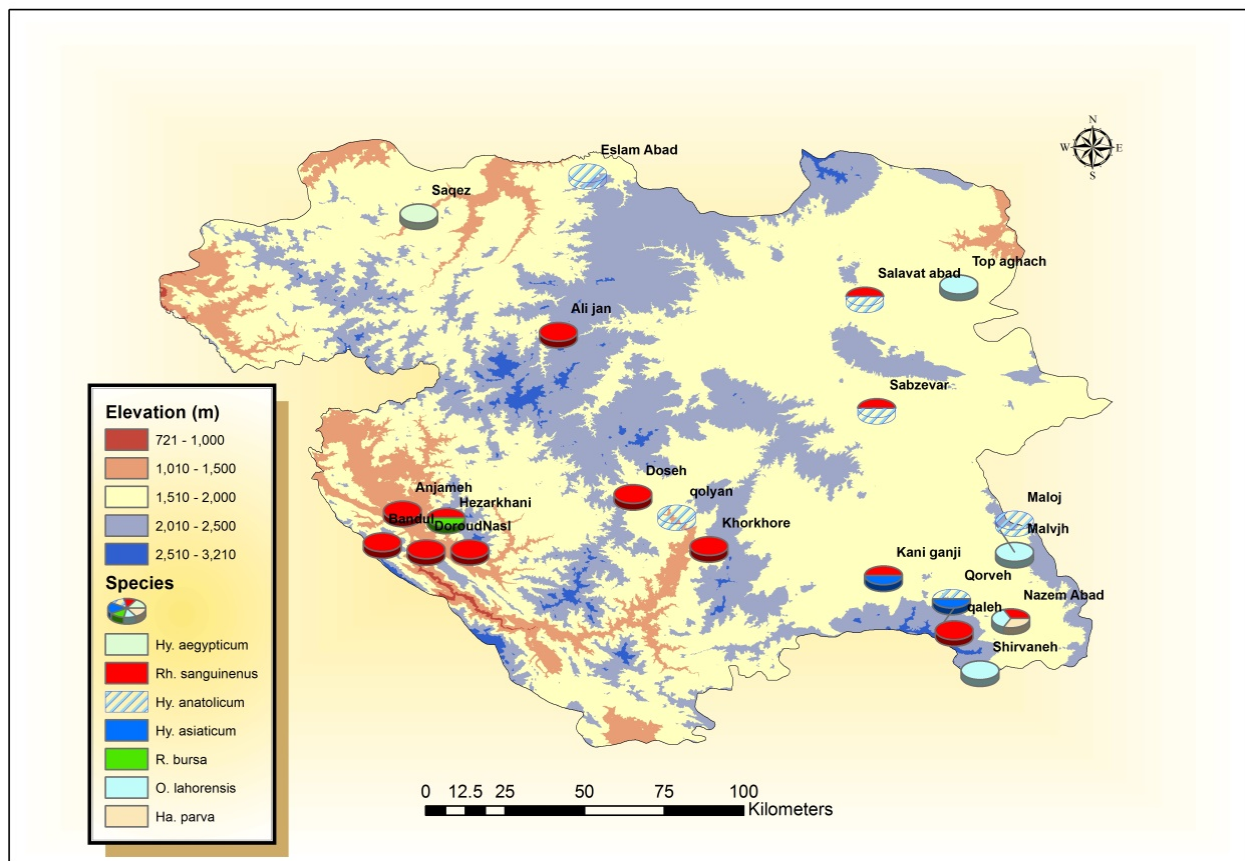 N
W E
S
Eslam Abad
Saqez
Top aghach
Salavat abad
Ali jan
Sabzevar
Doseh
qolyan
Anjameh
Hezarkhani
Bandul
DoroudNasl
Khorkhore
Maloj
Malvjh
Kani ganji
Qorveh
qaleh
Nazem Abad
Shirvaneh
Elevation (m)
721 - 1,000
1,010 - 1,500
1,510 - 2,000
2,010 - 2,500
2,510 - 3,210
Species
Hy. aegypticum
Rh. sanguinenus
Hy. anatolicum
Hy. asiaticum
R. bursa
O. lahorensis
Ha. parva
0 12.5 25 50 75 100
Kilometers